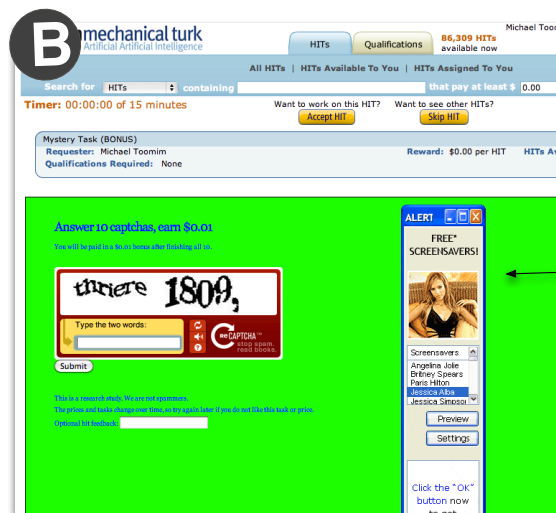 B
mechanical turk
Artificial Artificial Intelligence
HITs
Qualifications
86,309 HITs
available now
Michael Toom
All HITs | HITs Available To You | HITs Assigned To You
Search for HITs containing that pay at least $ 0.00
Timer: 00:00:00 of 15 minutes
Want to work on this HIT?
Accept HIT
Want to see other HITs?
Skip HIT
Mystery Task (BONUS)
Requester: Michael Toomim
Reward: $0.00 per HIT
HITs A
Qualifications Required: None
Answer 10 captchas, earn $0.01
You will be paid in a $0.01 bonus after finishing all 10.
thriere 1809,
Type the two words:
reCAPTCHA™
stop spam.
read books.
Submit
This is a research study. We are not spammers.
The prices and tasks change over time, so try again later if you do not like this task or price.
Optional hit feedback:
ALERT
FREE*
SCREENSAVERS!
Screensavers
Angelina Jolie
Britney Spears
Paris Hilton
Jessica Alba
Jessica Simpson
Preview
Settings
Click the "OK"
button now
to get